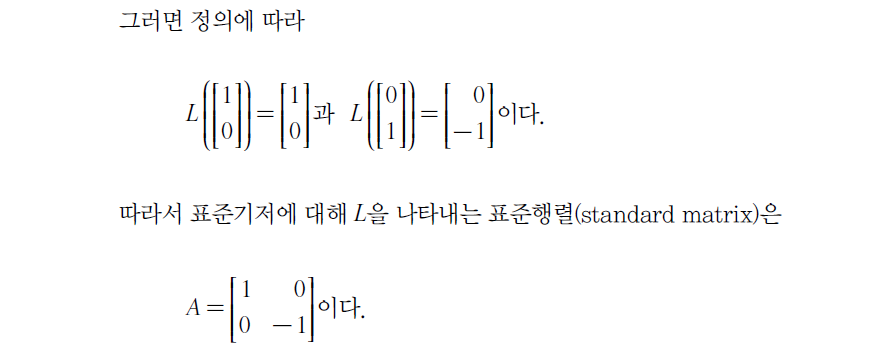 그러면 정의에 따라
L([1 0])=[1 0]과 L([0 1])=[0 -1]이다.
따라서 표준기저에 대해 L을 나타내는 표준행렬(standard matrix)은
A=[1 0 0 -1]이다.